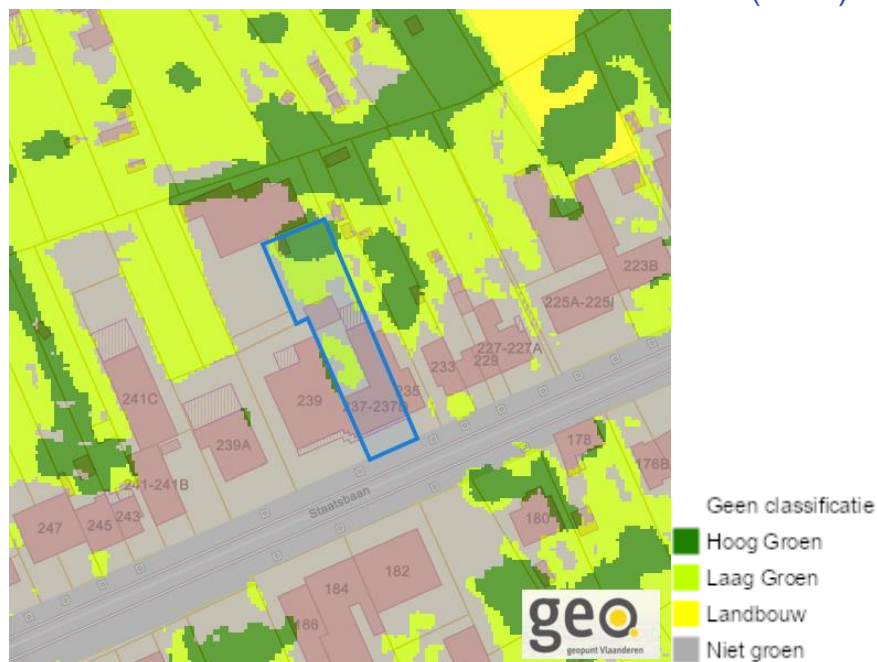 223B
225A-225I
227-227A
229
233
235
237-237B
239
241C
239A
241-241B
247
245
243
Staatsbaan
178
176B
180
182
184
186
geo.
geopunt Vlaanderen
Geen classificatie
Hoog Groen
Laag Groen
Landbouw
Niet groen